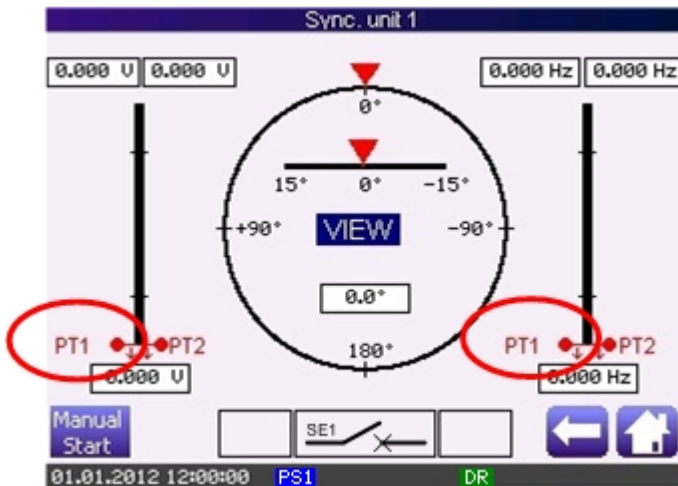 Sync. unit 1
0.000 V 0.000 V 0.000 Hz 0.000 Hz
0°
15° 0° -15°
+90° VIEW -90°
0.0°
PT1 PT2 180° PT1 PT2
0.000 V 0.000 Hz
Manual
Start
SE1
01.01.2012 12:00:00 PS1 DR